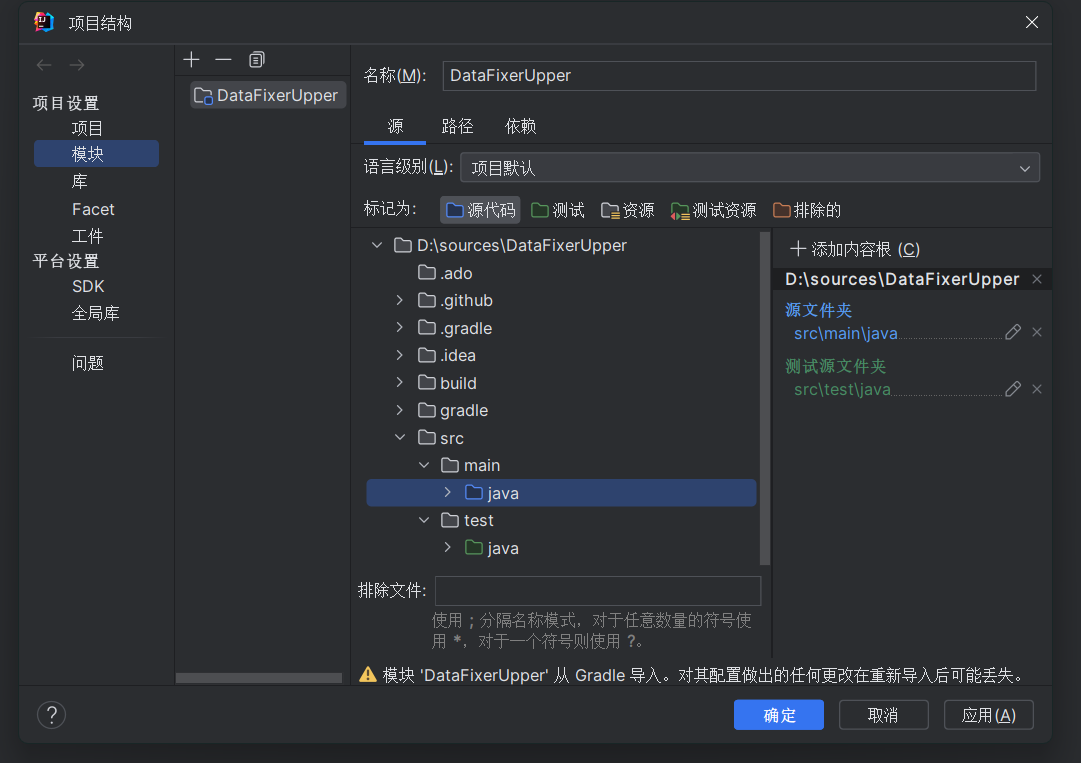 项目结构
项目设置
项目
模块
库
Facet
工件
平台设置
SDK
全局库
问题
DataFixerUpper
名称(M):
DataFixerUpper
源 路径 依赖
语言级别(L):
项目默认
标记为: 源代码 测试 资源 测试资源 排除的
D:\sources\DataFixerUpper
.ado
.github
.gradle
.idea
build
gradle
src
main
java
test
java
添加内容根 (C)
D:\sources\DataFixerUpper
源文件夹
src\main\java
测试源文件夹
src\test\java
排除文件:
使用 ; 分隔名称模式，对于任意数量的符号使
用 *，对于一个符号则使用 ?。
模块 'DataFixerUpper' 从 Gradle 导入。对其配置做出的任何更改在重新导入后可能丢失。
?
确定
取消
应用(A)